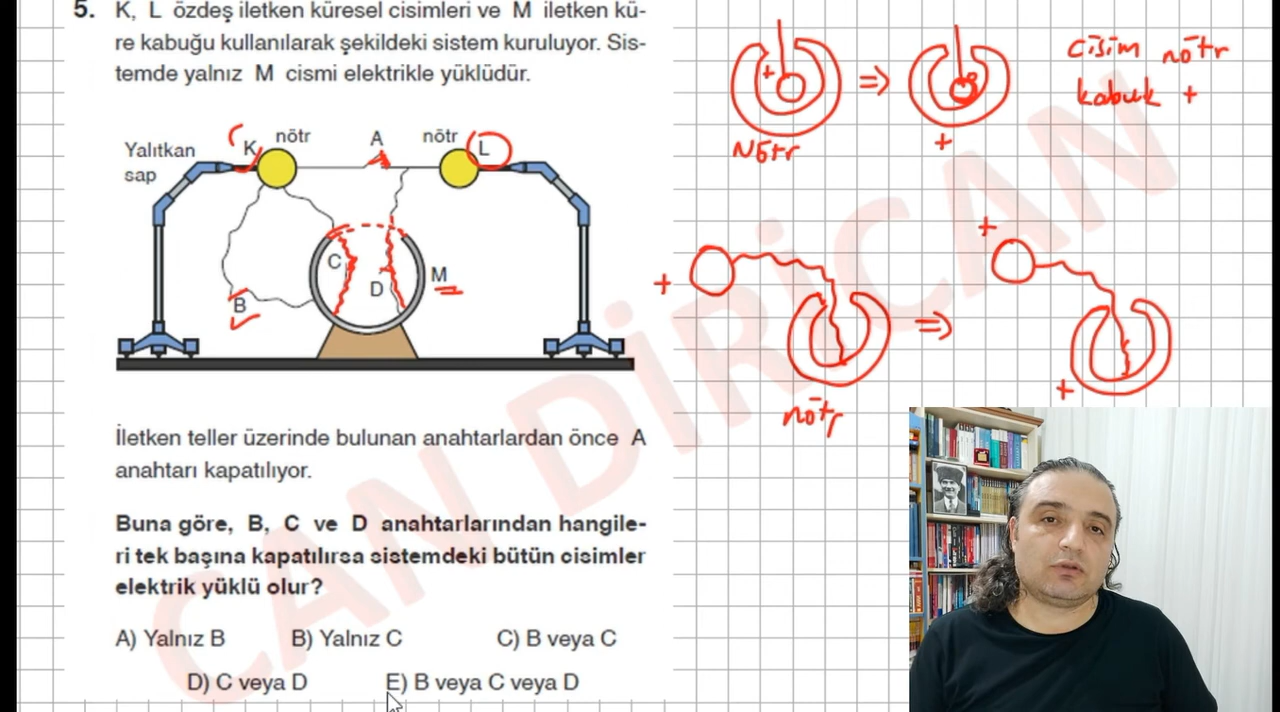 5. K, L özdeş iletken küresel cisimleri ve M iletken kü-
re kabuğu kullanılarak şekildeki sistem kuruluyor. Sis-
temde yalnız M cismi elektrikle yüklüdür.
Yalıtkan
sap
K
nötr
A
nötr
L
B
C
D
M
İletken teller üzerinde bulunan anahtarlardan önce A
anahtarı kapatılıyor.
Buna göre, B, C ve D anahtarlarından hangile-
ri tek başına kapatılırsa sistemdeki bütün cisimler
elektrik yüklü olur?
A) Yalnız B B) Yalnız C C) B veya C
D) C veya D E) B veya C veya D
+
⇒
Nötr
+
cisim nötr
kabuk +
+
nötr
⇒
+
+
CAN DİRİCAN